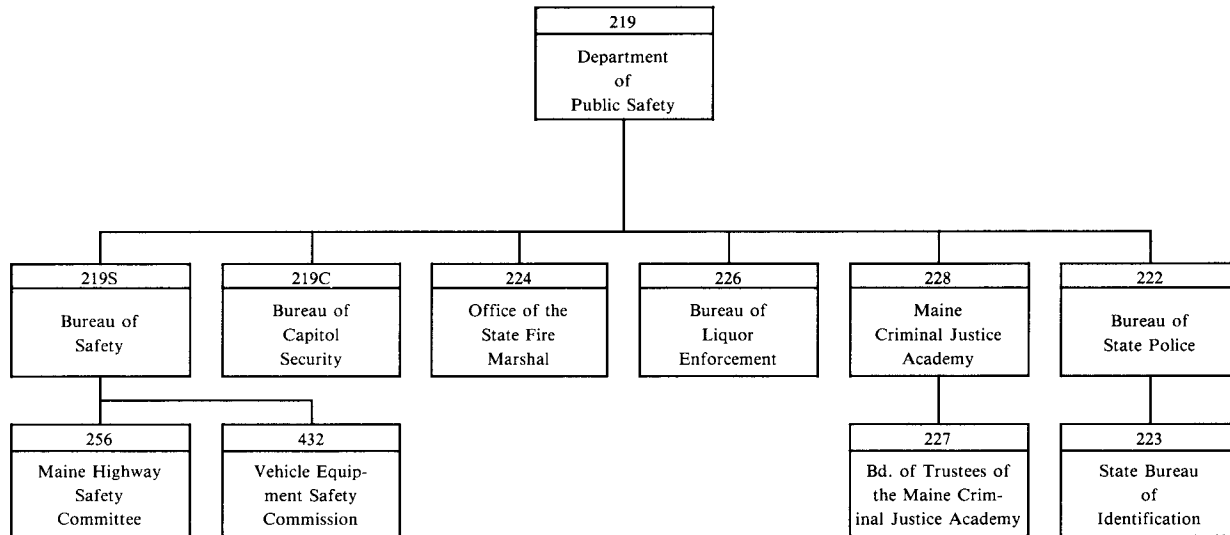 219
Department
of
Public Safety
219S
Bureau of
Safety
219C
Bureau of
Capitol
Security
224
Office of the
State Fire
Marshal
226
Bureau of
Liquor
Enforcement
228
Maine
Criminal Justice
Academy
222
Bureau of
State Police
256
Maine Highway
Safety
Committee
432
Vehicle Equip-
ment Safety
Commission
227
Bd. of Trustees of
the Maine Crim-
inal Justice Academy
223
State Bureau
of
Identification